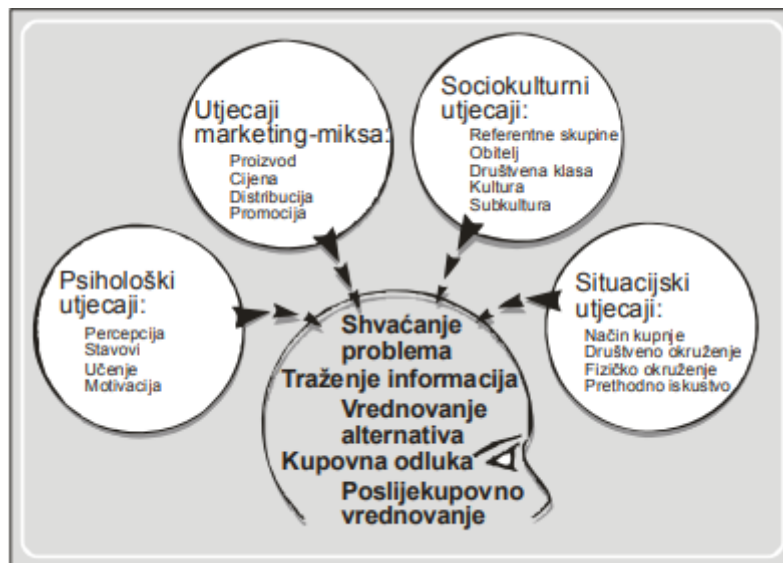 Utjecaji
marketing-miksa:
Proizvod
Cijena
Distribucija
Promocija
Sociokulturni
utjecaji:
Referentne skupine
Obitelj
Društvena klasa
Kultura
Subkultura
Psihološki
utjecaji:
Percepcija
Stavovi
Učenje
Motivacija
Situacijski
utjecaji:
Način kupnje
Društveno okruženje
Fizičko okruženje
Prethodno iskustvo
Shvaćanje
problema
Traženje informacija
Vrednovanje
alternativa
Kupovna odluka
Poslijekupovno
vrednovanje